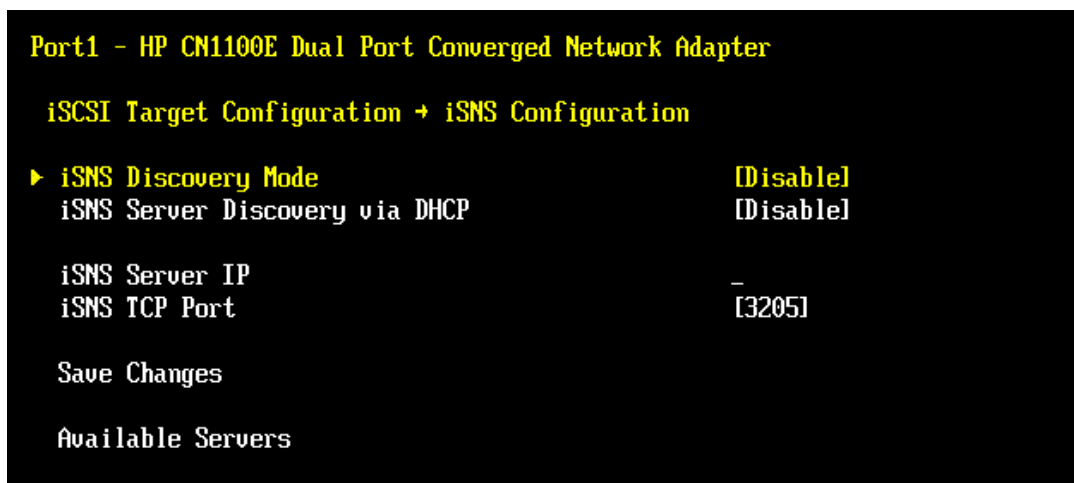 Port1 - HP CN1100E Dual Port Converged Network Adapter
iSCSI Target Configuration → iSNS Configuration
► iSNS Discovery Mode [Disable]
iSNS Server Discovery via DHCP [Disable]
iSNS Server IP _
iSNS TCP Port [3205]
Save Changes
Available Servers